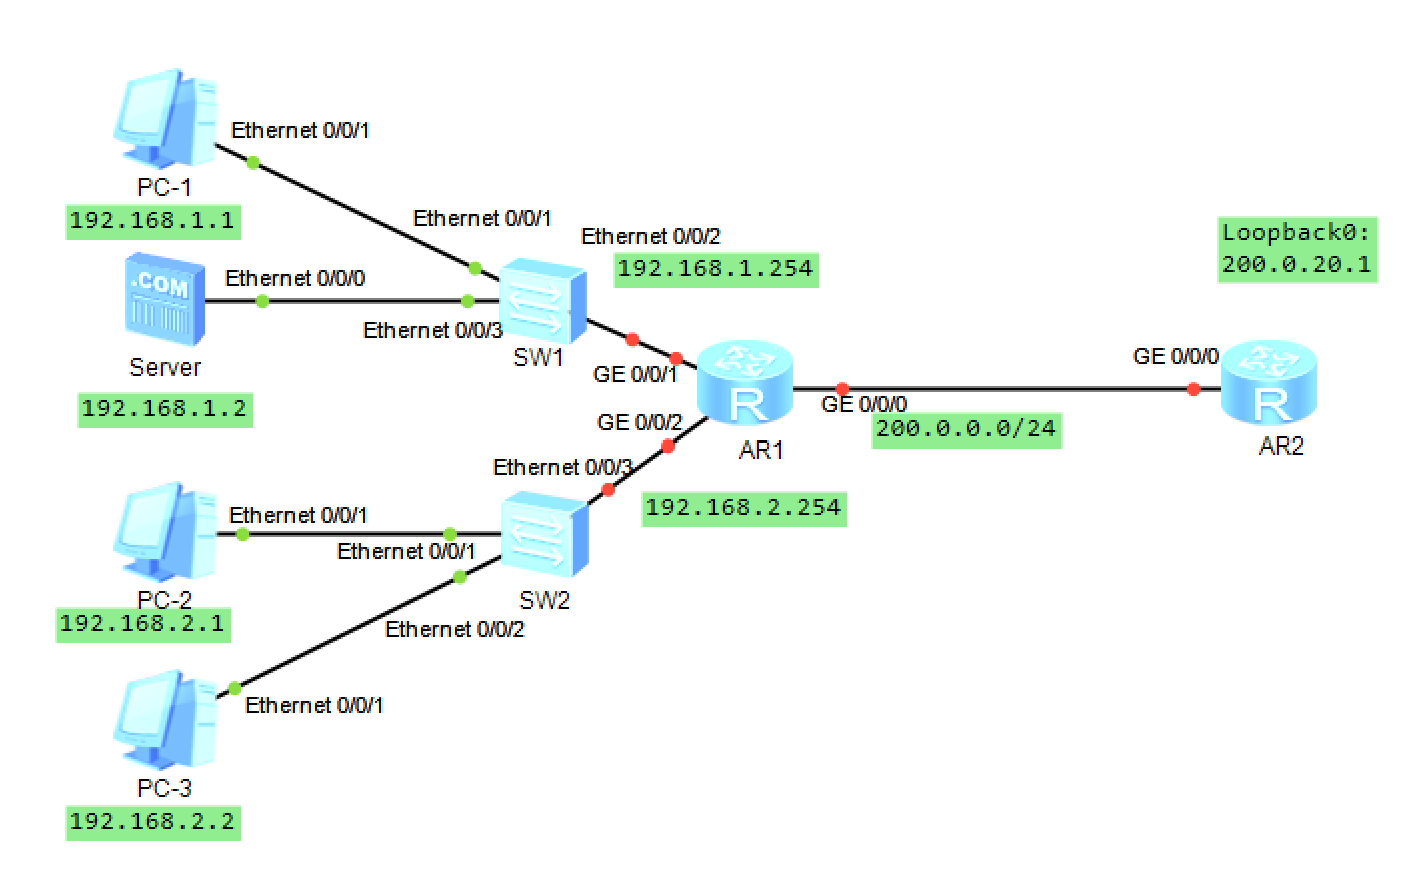 Ethernet 0/0/1
PC-1
192.168.1.1
Ethernet 0/0/1
Ethernet 0/0/2
192.168.1.254
Loopback0:
200.0.20.1
.COM
Ethernet 0/0/0
Ethernet 0/0/3
SW1
Server
192.168.1.2
GE 0/0/1
GE 0/0/0
R
AR1
GE 0/0/0
200.0.0.0/24
R
AR2
GE 0/0/2
Ethernet 0/0/3
192.168.2.254
Ethernet 0/0/1
Ethernet 0/0/1
PC-2
192.168.2.1
SW2
Ethernet 0/0/2
Ethernet 0/0/1
PC-3
192.168.2.2